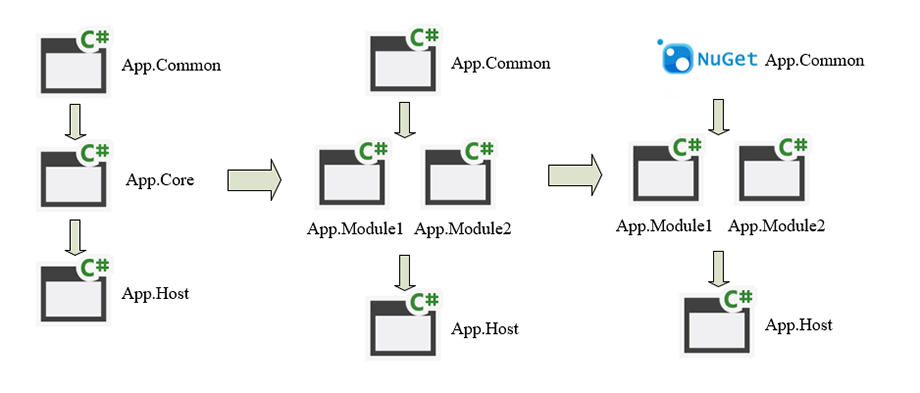 C#
App.Common
C#
App.Core
C#
App.Host
C#
App.Common
C#
C#
App.Module1
App.Module2
C#
App.Host
NuGet
App.Common
C#
C#
App.Module1
App.Module2
C#
App.Host